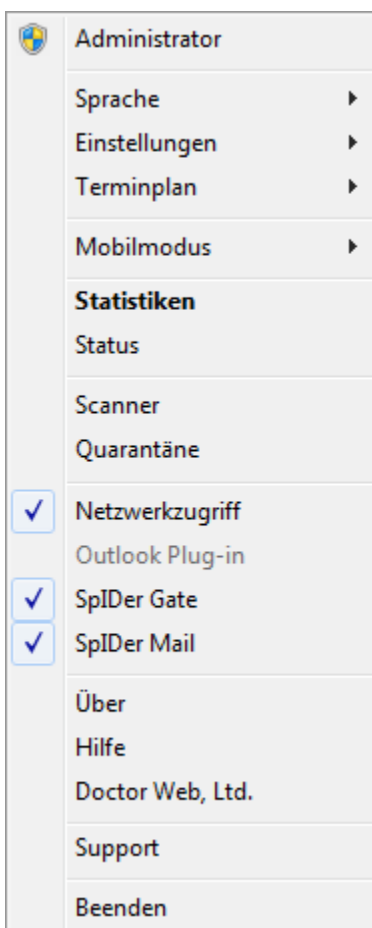 Administrator
Sprache
Einstellungen
Terminplan
Mobilmodus
Statistiken
Status
Scanner
Quarantäne
Netzwerkzugriff
Outlook Plug-in
SpIDer Gate
SpIDer Mail
Über
Hilfe
Doctor Web, Ltd.
Support
Beenden